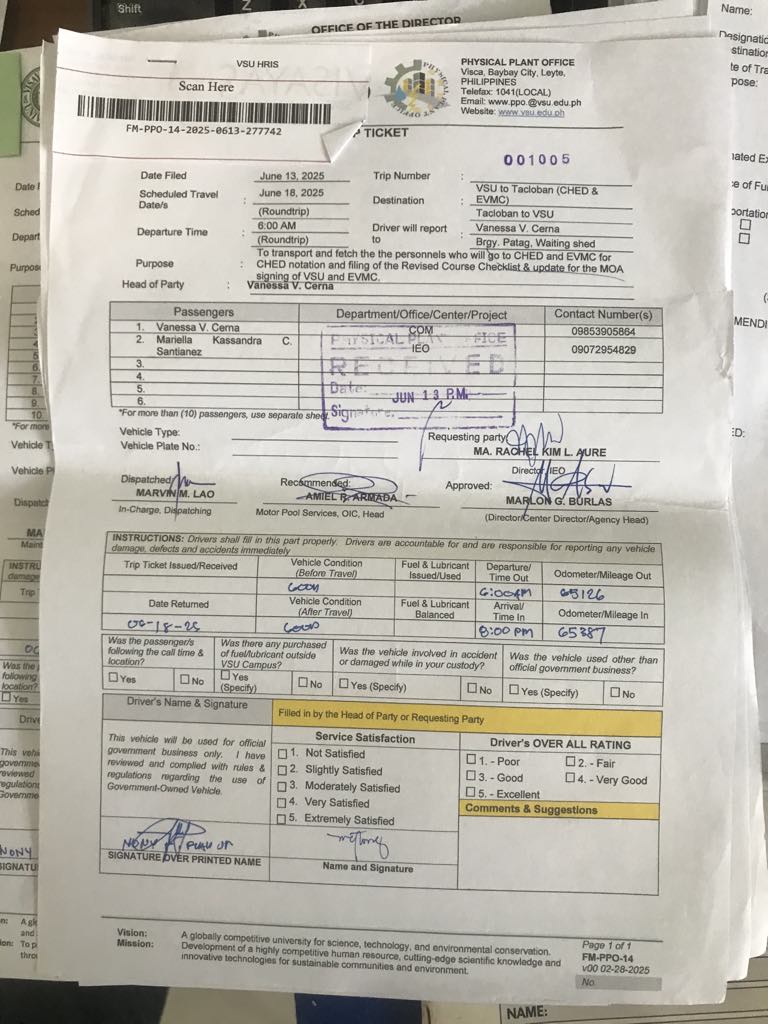 Shift
Z X
OFFICE OF THE DIRECTOR
Name:
VSU HRIS
Scan Here
FM-PPO-14-2025-0613-277742
PHYSICAL PLANT OFFICE
Visca, Baybay City, Leyte,
PHILIPPINES
Telefax: 1041(LOCAL)
Email: www.ppo.@vsu.ed.ph
Website: www.vsu.ed.ph
TICKET
001005
Date Filed June 13, 2025 Trip Number :
Scheduled Travel Date/s : June 18, 2025 (Roundtrip) Destination : VSU to Tacloban (CHED & EVMC) Tacloban to VSU
Departure Time : 6:00 AM (Roundtrip) Driver will report to : Vanessa V. Cerna Brgy. Patag, Waiting shed
Purpose : To transport and fetch the the personnels who will go to CHED and EVMC for
CHED notation and filing of the Revised Course Checklist & update for the MOA
signing of VSU and EVMC.
Head of Party : Vanessa V. Cerna
Passengers Department/Office/Center/Project Contact Number(s)
1. Vanessa V. Cerna COM 09853905864
2. Mariella Kassandra C. Santianez IEO 09072954829
3.
4.
5.
6.
PHYSICAL PLANT OFFICE
RECEIVED
Date: JUN 13 P.M.
Signature:
*For more than (10) passengers, use separate sheet
Vehicle Type:
Vehicle Plate No.:
Requesting party
MA. RACHEL KIM L. AURE
Director, IEO
Dispatched
MARVIN M. LAO
In-Charge, Dispatching
Recommended:
AMIEL R. ARMADA
Motor Pool Services, OIC, Head
Approved:
MARLON G. BURLAS
(Director/Center Director/Agency Head)
INSTRUCTIONS: Drivers shall fill in this part properly. Drivers are accountable for and are responsible for reporting any vehicle
damage, defects and accidents immediately
Trip Ticket Issued/Received Vehicle Condition (Before Travel) Fuel & Lubricant Issued/Used Departure/ Time Out Odometer/Mileage Out
GOOD 6:00AM 65126
Date Returned Vehicle Condition (After Travel) Fuel & Lubricant Balanced Arrival/ Time In Odometer/Mileage In
06-18-25 GOOD 8:00 PM 65387
Was the passenger/s following the call time & location? Yes No
Was there any purchased of fuel/lubricant outside VSU Campus? Yes (Specify) No
Was the vehicle involved in accident or damaged while in your custody? Yes (Specify) No
Was the vehicle used other than official government business? Yes (Specify) No
Driver's Name & Signature
Filled in by the Head of Party or Requesting Party
This vehicle will be used for official
government business only. I have
reviewed and complied with rules &
regulations regarding the use of
Government-Owned Vehicle.
SIGNATURE OVER PRINTED NAME
Service Satisfaction
1. Not Satisfied
2. Slightly Satisfied
3. Moderately Satisfied
4. Very Satisfied
5. Extremely Satisfied
Name and Signature
Driver's OVER ALL RATING
1. - Poor 2. - Fair
3. - Good 4. - Very Good
5. - Excellent
Comments & Suggestions
Vision: A globally competitive university for science, technology, and environmental conservation.
Mission: Development of a highly competitive human resource, cutting-edge scientific knowledge and
innovative technologies for sustainable communities and environment.
Page 1 of 1
FM-PPO-14
v00 02-28-2025
No.
NAME: